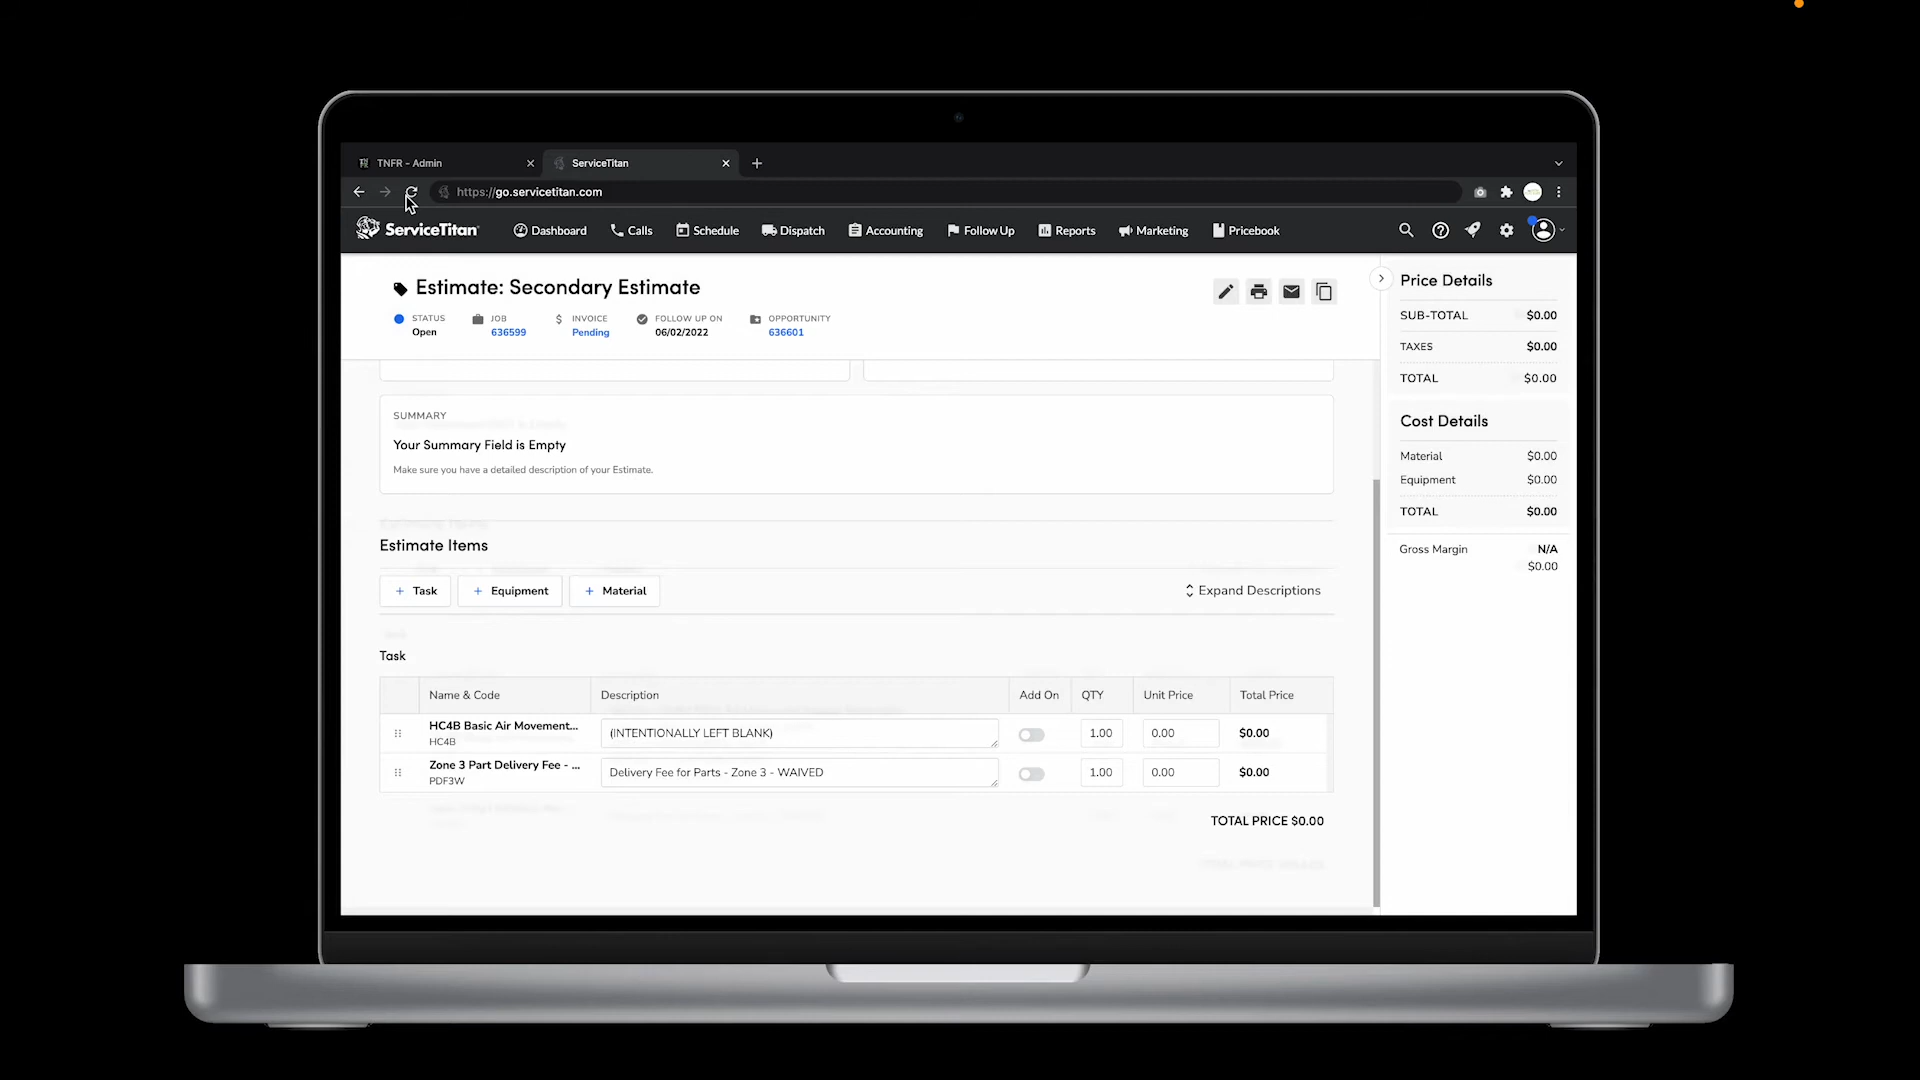 TNFR - Admin
ServiceTitan
https://go.servicetitan.com
ServiceTitan
Dashboard
Calls
Schedule
Dispatch
Accounting
Follow Up
Reports
Marketing
Pricebook
Estimate: Secondary Estimate
STATUS
Open
JOB
636599
INVOICE
Pending
FOLLOW UP ON
06/02/2022
OPPORTUNITY
636601
SUMMARY
Your Summary Field is Empty
Make sure you have a detailed description of your Estimate.
Estimate Items
+ Task
+ Equipment
+ Material
Expand Descriptions
Task
Name & Code Description Add On QTY Unit Price Total Price
HC4B Basic Air Movement... (INTENTIONALLY LEFT BLANK) 1.00 0.00 $0.00
HC4B
Zone 3 Part Delivery Fee - ... Delivery Fee for Parts - Zone 3 - WAIVED 1.00 0.00 $0.00
PDF3W
TOTAL PRICE $0.00
Price Details
SUB-TOTAL $0.00
TAXES $0.00
TOTAL $0.00
Cost Details
Material $0.00
Equipment $0.00
TOTAL $0.00
Gross Margin N/A
$0.00